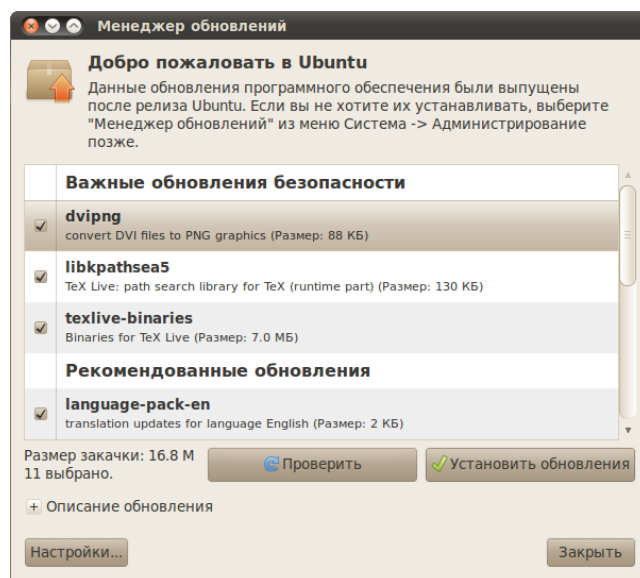 Менеджер обновлений
Добро пожаловать в Ubuntu
Данные обновления программного обеспечения были выпущены
после релиза Ubuntu. Если вы не хотите их устанавливать, выберите
"Менеджер обновлений" из меню Система -> Администрирование
позже.
Важные обновления безопасности
dvipng
convert DVI files to PNG graphics (Размер: 88 КБ)
libkpathsea5
TeX Live: path search library for TeX (runtime part) (Размер: 130 КБ)
texlive-binaries
Binaries for TeX Live (Размер: 7.0 МБ)
Рекомендованные обновления
language-pack-en
translation updates for language English (Размер: 2 КБ)
Размер закачки: 16.8 М
11 выбрано.
Проверить
Установить обновления
Описание обновления
Настройки...
Закрыть